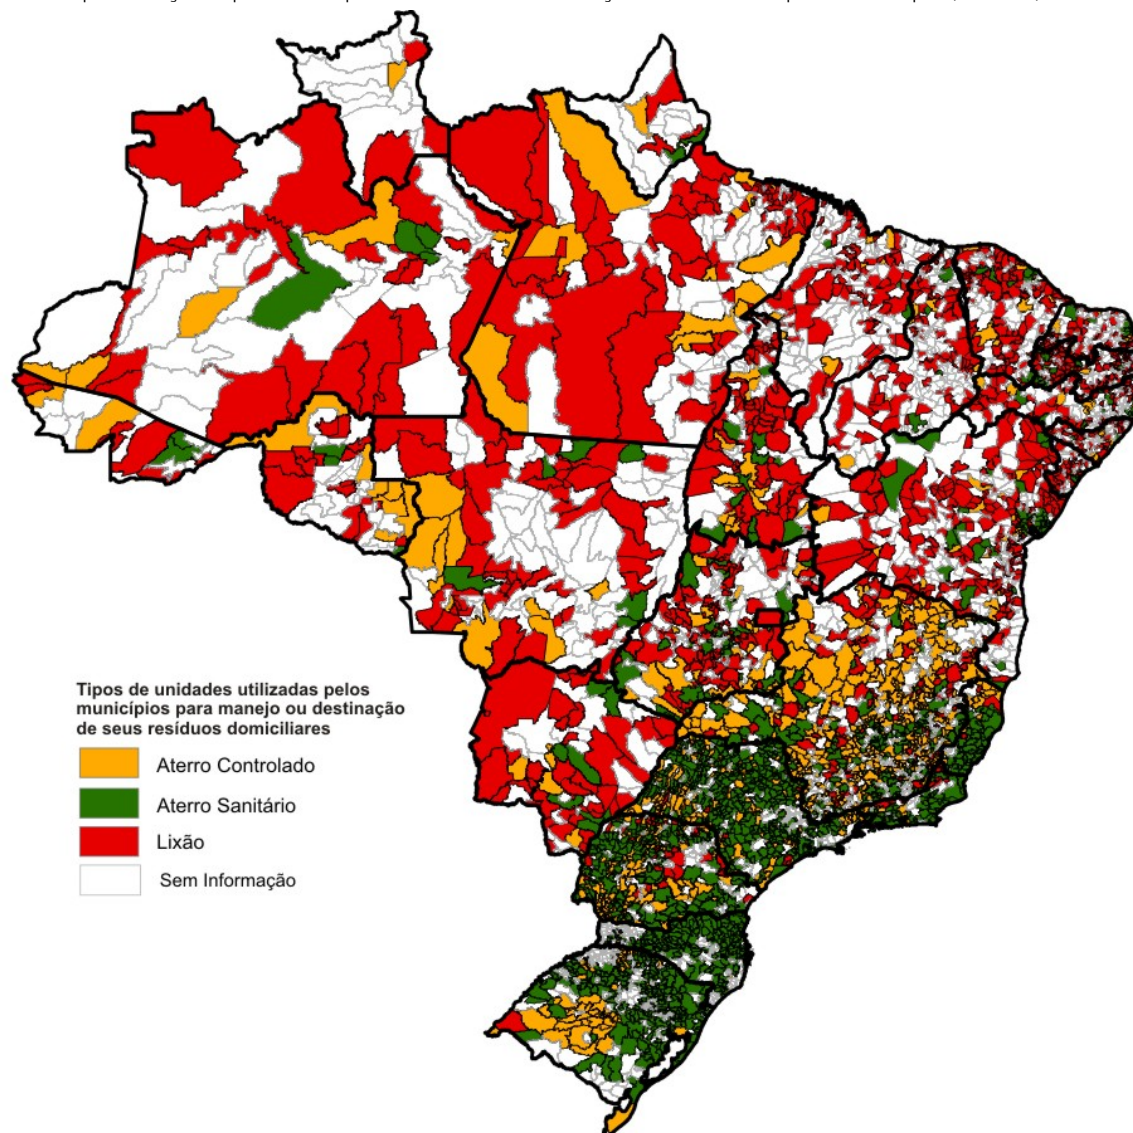 Tipos de unidades utilizadas pelos
municípios para manejo ou destinação
de seus resíduos domiciliares
Aterro Controlado
Aterro Sanitário
Lixão
Sem Informação